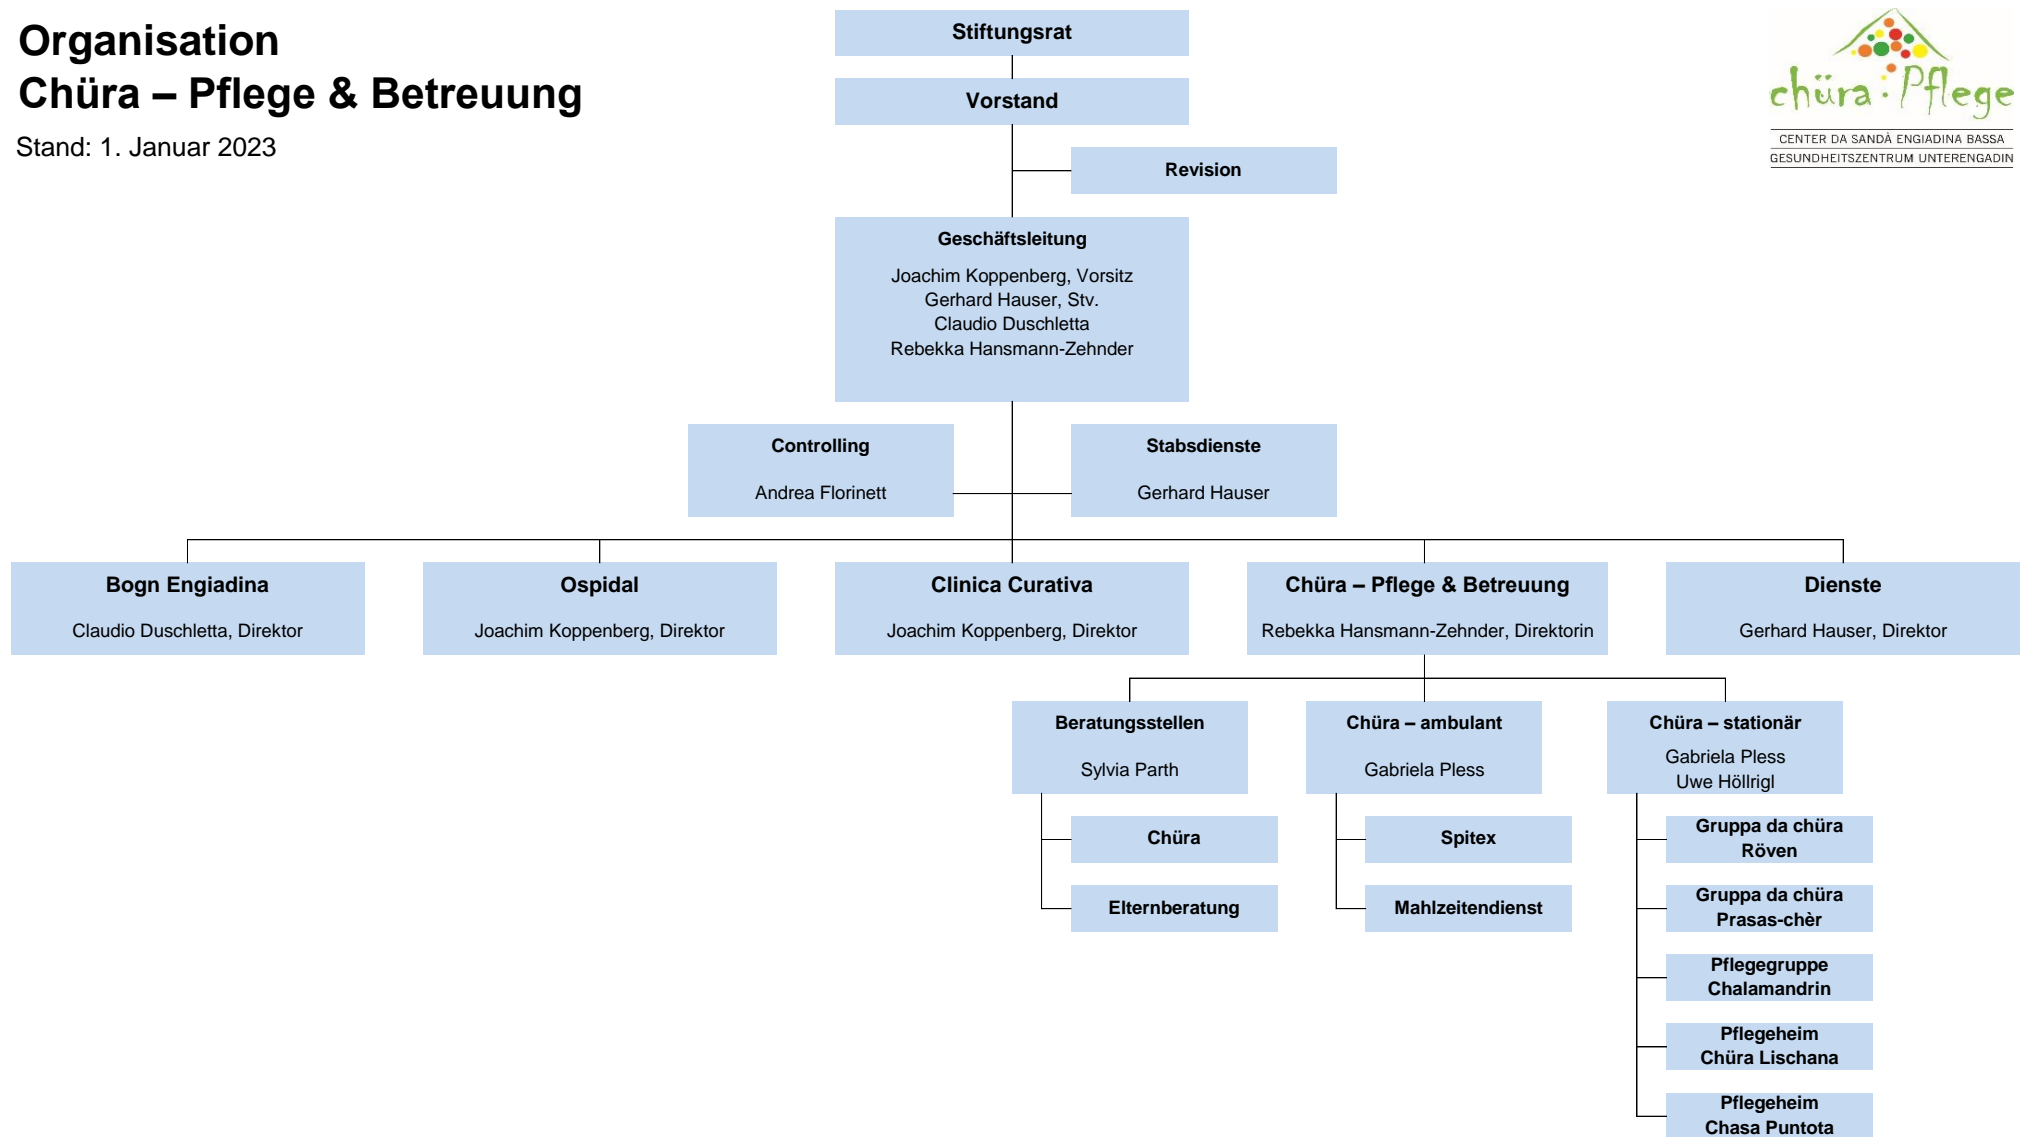 Organisation
Chüra – Pflege & Betreuung
Stand: 1. Januar 2023
chüra · Pflege
CENTER DA SANDÀ ENGIADINA BASSA
GESUNDHEITSZENTRUM UNTERENGADIN
Stiftungsrat
Vorstand
Revision
Geschäftsleitung
Joachim Koppenberg, Vorsitz
Gerhard Hauser, Stv.
Claudio Duschletta
Rebekka Hansmann-Zehnder
Controlling
Andrea Florinett
Stabsdienste
Gerhard Hauser
Bogn Engiadina
Claudio Duschletta, Direktor
Ospidal
Joachim Koppenberg, Direktor
Clinica Curativa
Joachim Koppenberg, Direktor
Chüra – Pflege & Betreuung
Rebekka Hansmann-Zehnder, Direktorin
Dienste
Gerhard Hauser, Direktor
Beratungsstellen
Sylvia Parth
Chüra
Elternberatung
Chüra – ambulant
Gabriela Pless
Spitex
Mahlzeitendienst
Chüra – stationär
Gabriela Pless
Uwe Höllrigl
Gruppa da chüra
Röven
Gruppa da chüra
Prasas-chèr
Pflegegruppe
Chalamandrin
Pflegeheim
Chüra Lischana
Pflegeheim
Chasa Puntota